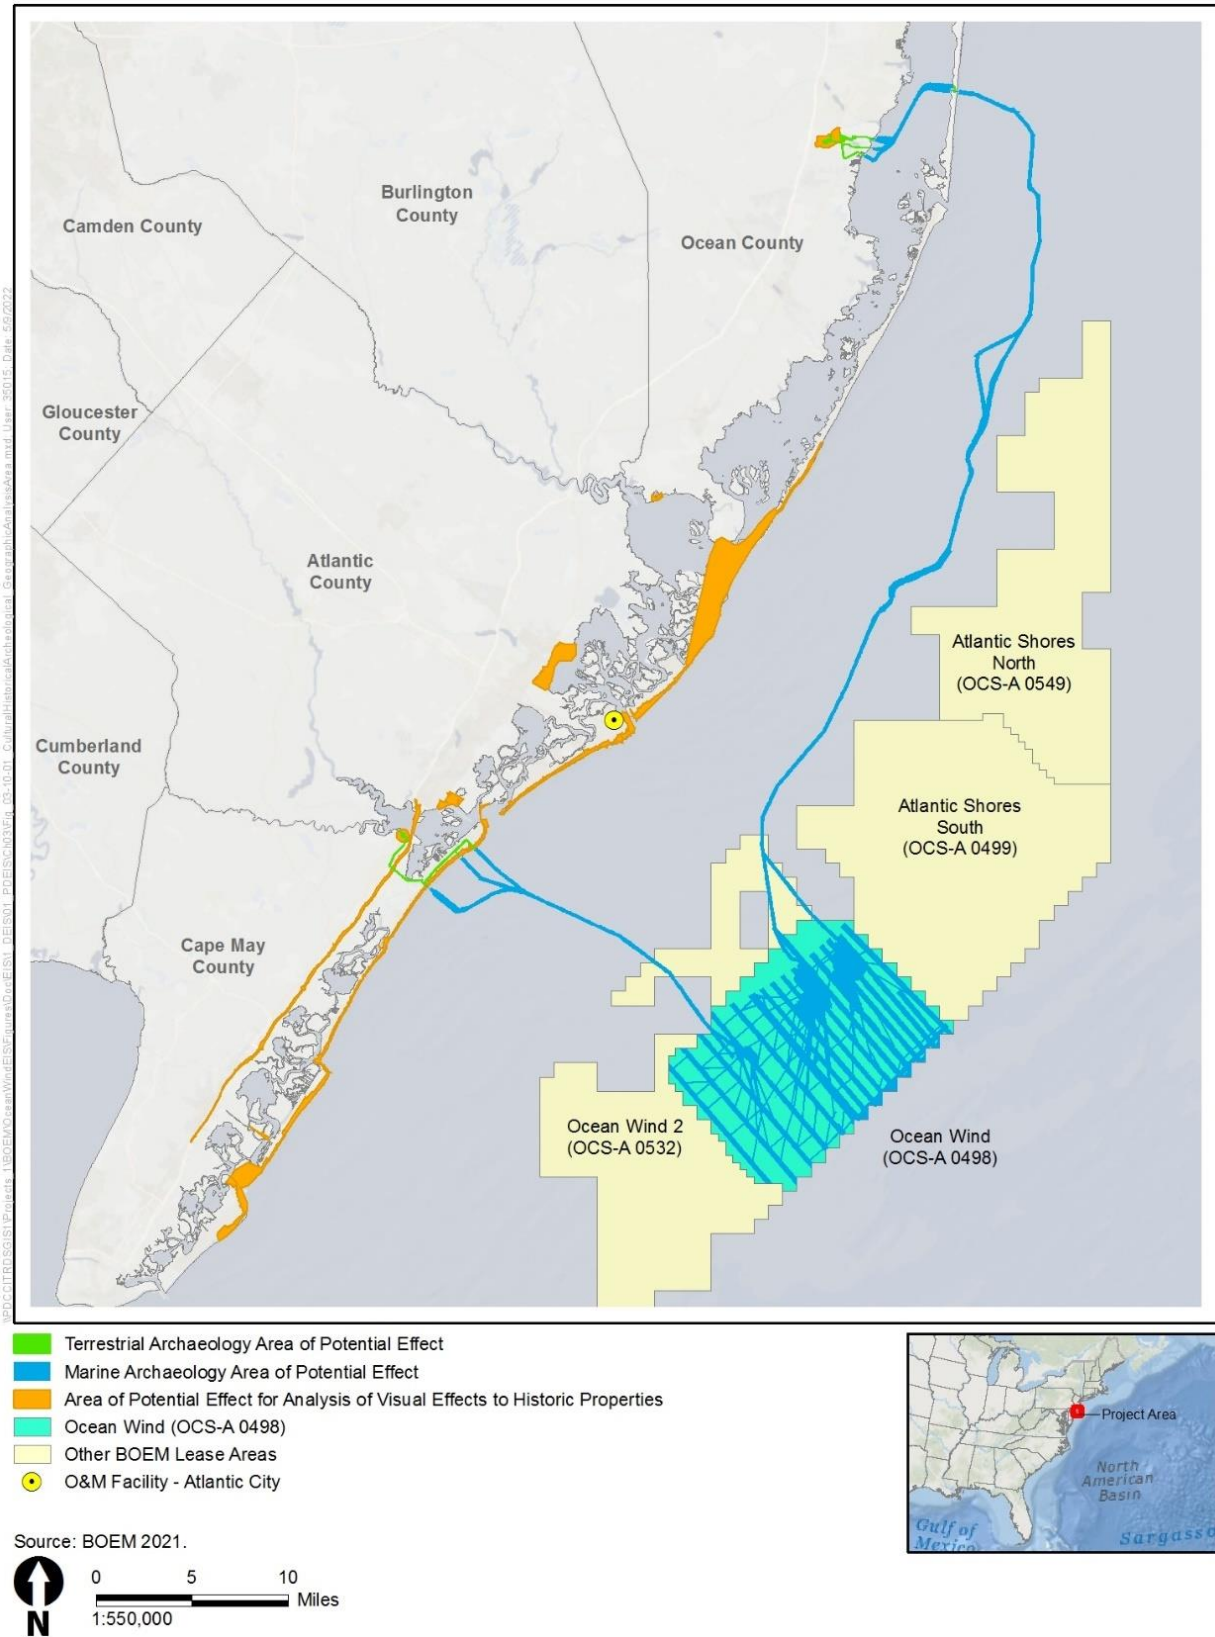 Burlington
County
Camden County
Ocean County
Gloucester
County
Atlantic
County
Atlantic Shores
North
(OCS-A 0549)
Cumberland
County
Atlantic Shores
South
(OCS-A 0499)
Cape May
County
Ocean Wind 2
(OCS-A 0532)
Ocean Wind
(OCS-A 0498)
Terrestrial Archaeology Area of Potential Effect
Marine Archaeology Area of Potential Effect
Area of Potential Effect for Analysis of Visual Effects to Historic Properties
Ocean Wind (OCS-A 0498)
Other BOEM Lease Areas
O&M Facility - Atlantic City
Project Area
North
American
Basin
Gulf of
Mexico
Sargasso
Source: BOEM 2021.
N
0 5 10
Miles
1:550,000